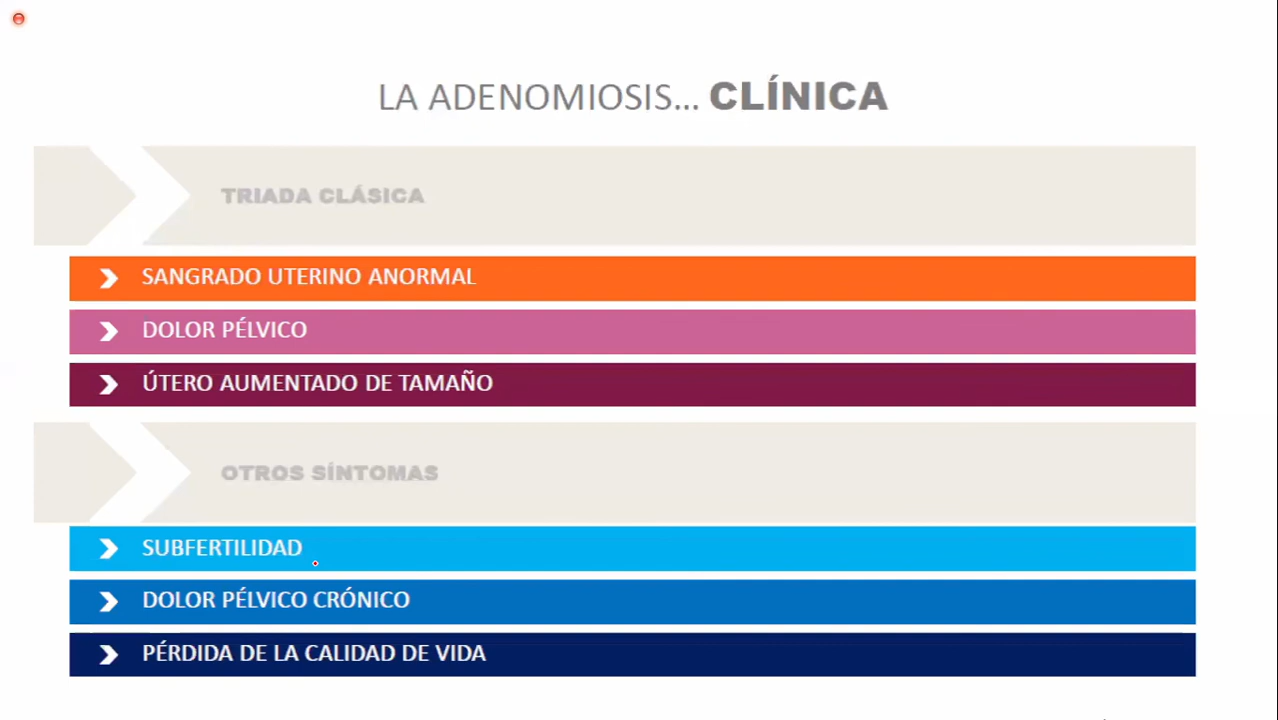 LA ADENOMIOSIS... CLÍNICA
TRIADA CLÁSICA
SANGRADO UTERINO ANORMAL
DOLOR PÉLVICO
ÚTERO AUMENTADO DE TAMAÑO
OTROS SÍNTOMAS
SUBFERTILIDAD
DOLOR PÉLVICO CRÓNICO
PÉRDIDA DE LA CALIDAD DE VIDA